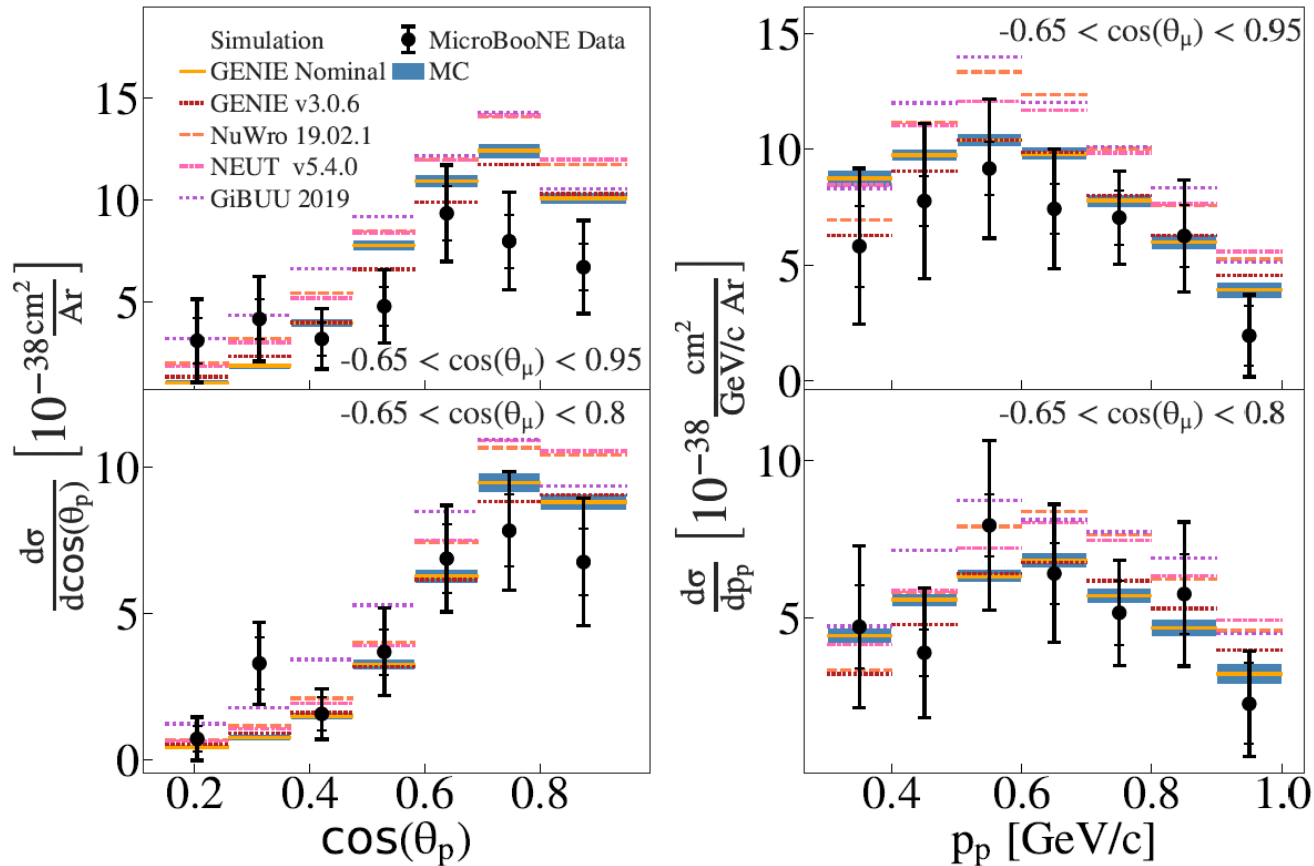 Simulation
MicroBooNE Data
GENIE Nominal
MC
GENIE v3.0.6
NuWro 19.02.1
NEUT v5.4.0
GiBUU 2019
15
10
5
-0.65 < cos(θμ) < 0.95
10
5
0
-0.65 < cos(θμ) < 0.8
0.2 0.4 0.6 0.8
cos(θp)
dσ/dcos(θp) [10⁻³⁸cm²/Ar]
15
10
5
0
-0.65 < cos(θμ) < 0.95
10
5
-0.65 < cos(θμ) < 0.8
0.4 0.6 0.8 1.0
pp [GeV/c]
dσ/dpp [10⁻³⁸ cm²/GeV/c Ar]